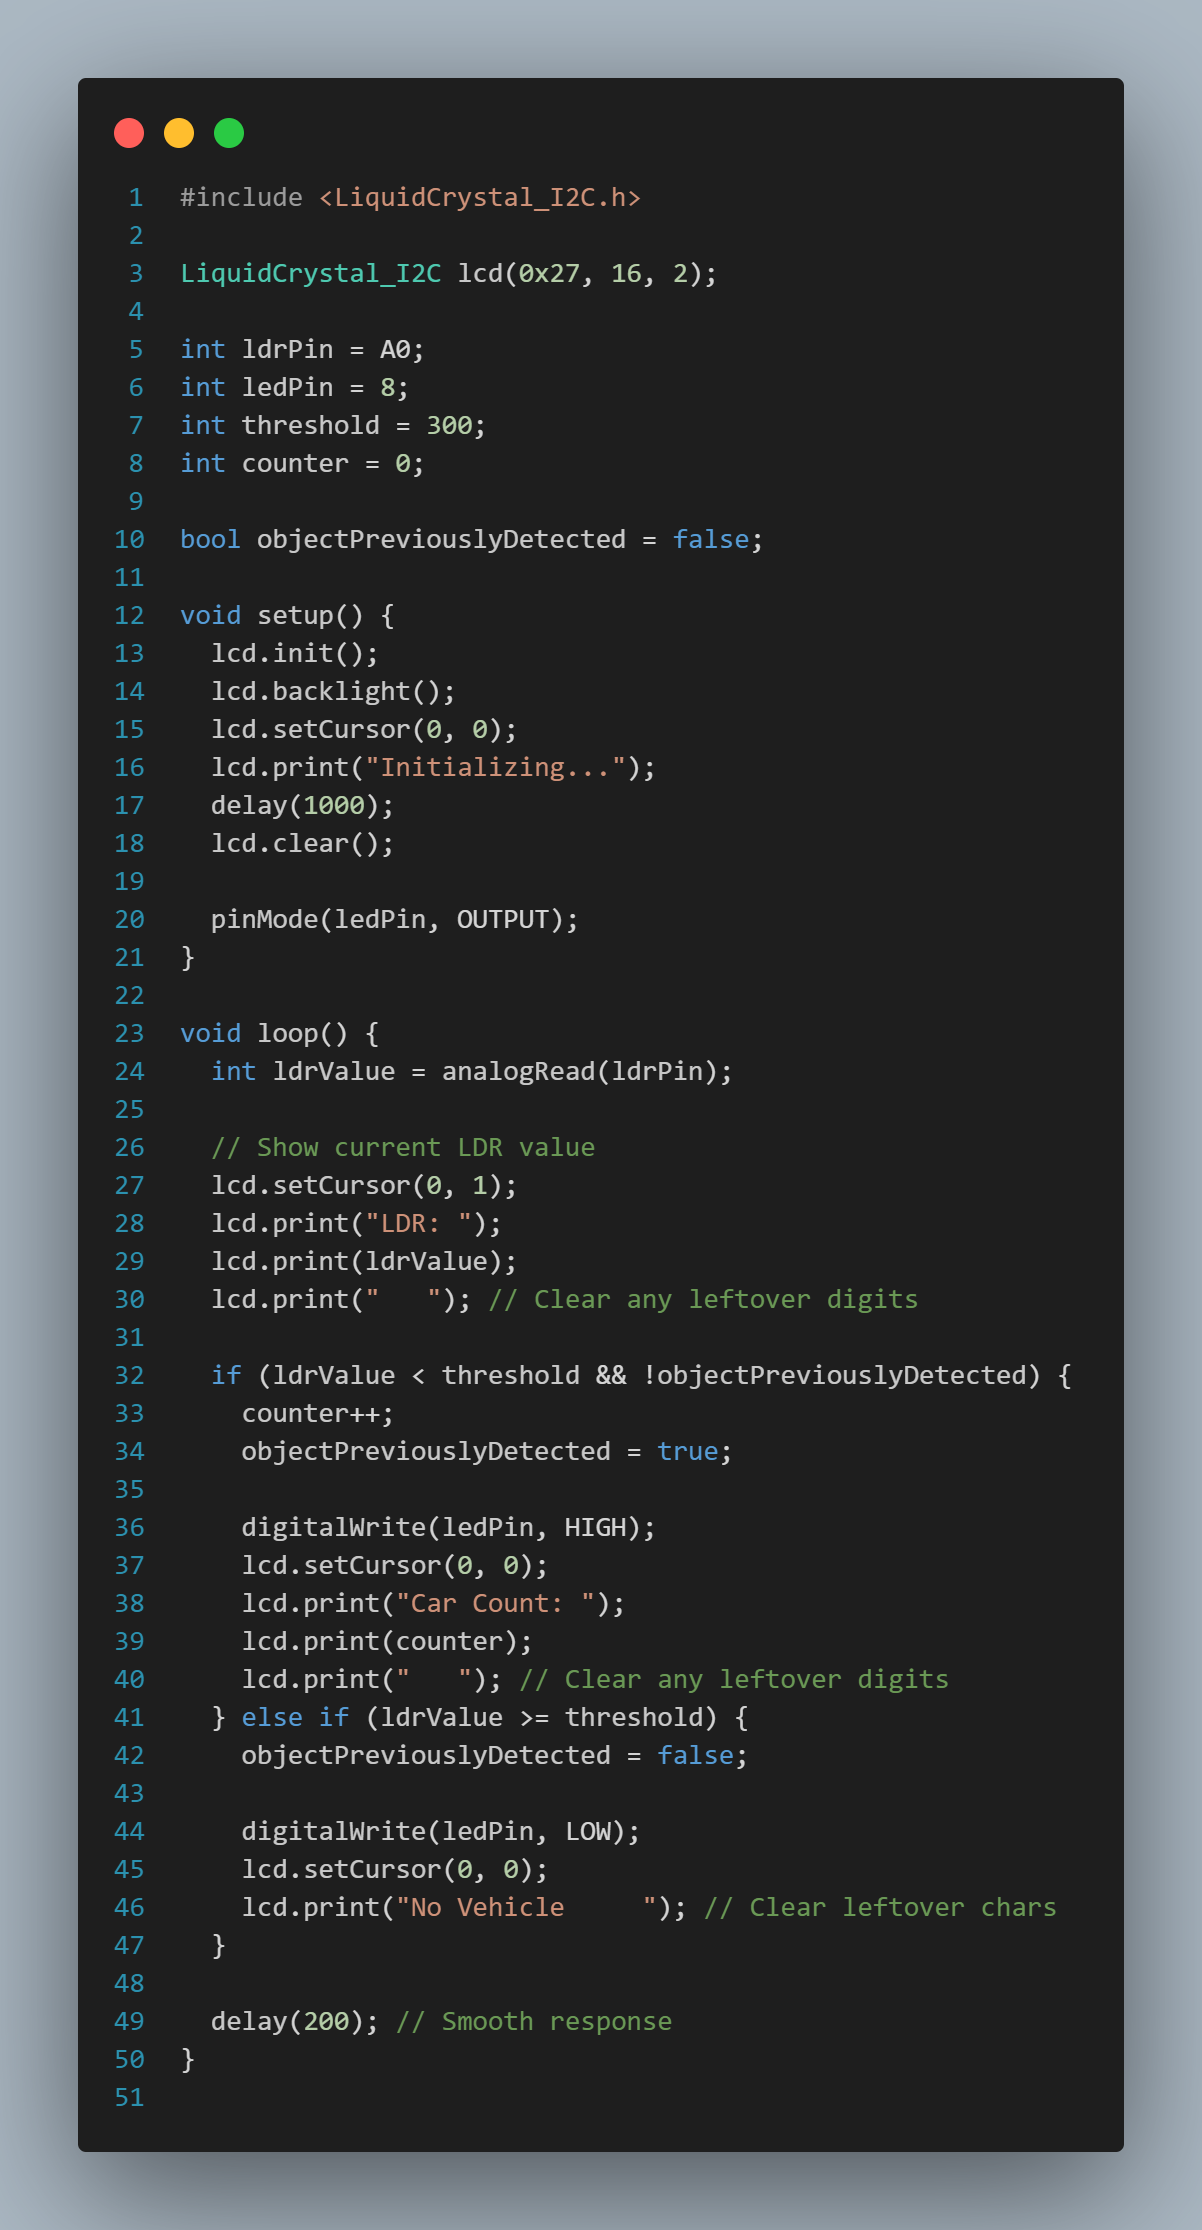 1 #include <LiquidCrystal_I2C.h>
2
3 LiquidCrystal_I2C lcd(0x27, 16, 2);
4
5 int ldrPin = A0;
6 int ledPin = 8;
7 int threshold = 300;
8 int counter = 0;
9
10 bool objectPreviouslyDetected = false;
11
12 void setup() {
13   lcd.init();
14   lcd.backlight();
15   lcd.setCursor(0, 0);
16   lcd.print("Initializing...");
17   delay(1000);
18   lcd.clear();
19
20   pinMode(ledPin, OUTPUT);
21 }
22
23 void loop() {
24   int ldrValue = analogRead(ldrPin);
25
26   // Show current LDR value
27   lcd.setCursor(0, 1);
28   lcd.print("LDR: ");
29   lcd.print(ldrValue);
30   lcd.print("   "); // Clear any leftover digits
31
32   if (ldrValue < threshold && !objectPreviouslyDetected) {
33     counter++;
34     objectPreviouslyDetected = true;
35
36     digitalWrite(ledPin, HIGH);
37     lcd.setCursor(0, 0);
38     lcd.print("Car Count: ");
39     lcd.print(counter);
40     lcd.print("   "); // Clear any leftover digits
41   } else if (ldrValue >= threshold) {
42     objectPreviouslyDetected = false;
43
44     digitalWrite(ledPin, LOW);
45     lcd.setCursor(0, 0);
46     lcd.print("No Vehicle     "); // Clear leftover chars
47   }
48
49   delay(200); // Smooth response
50 }
51